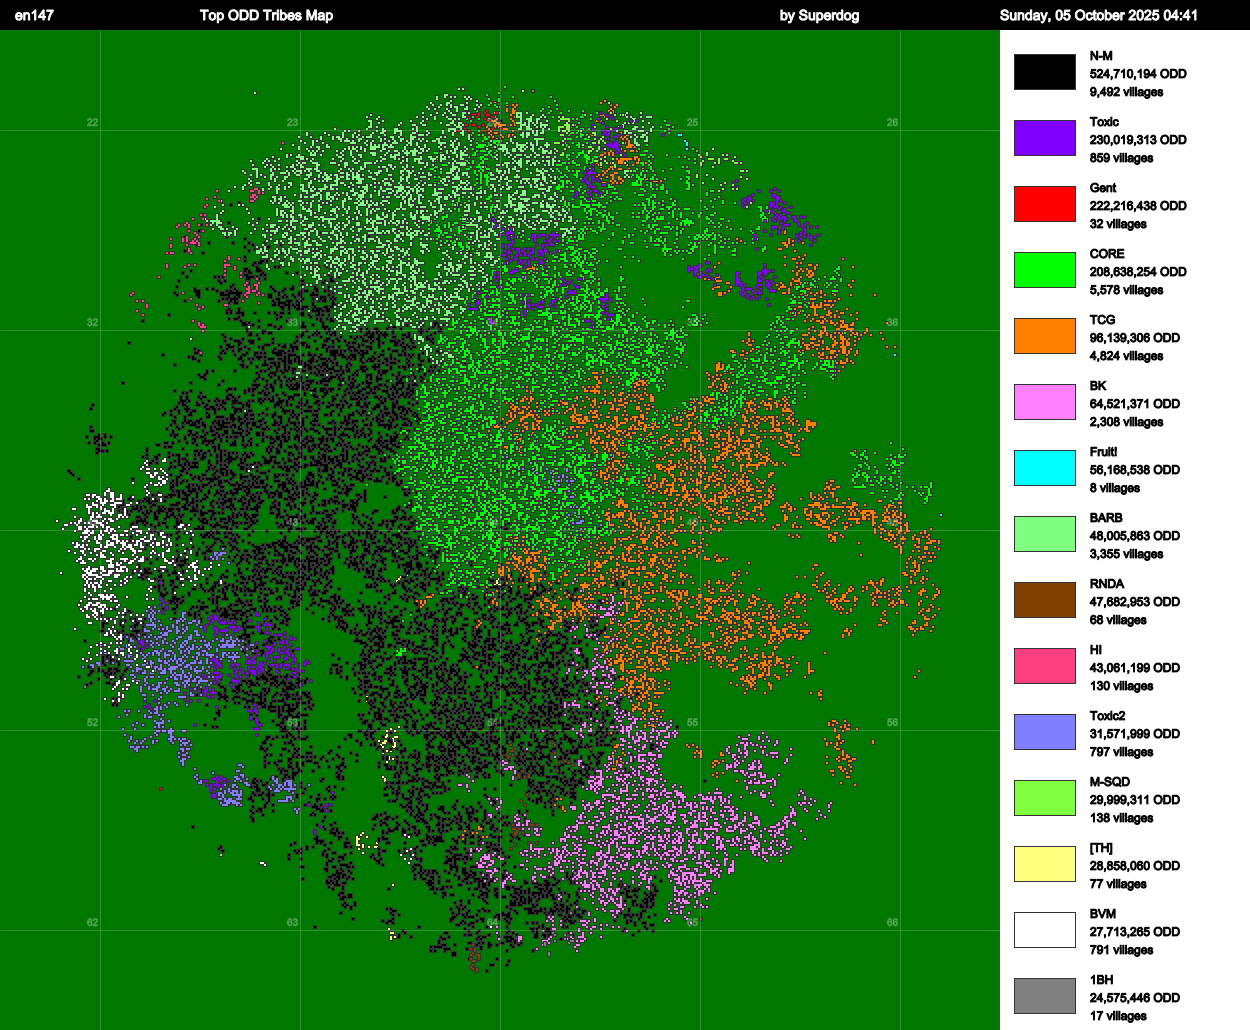 en147 Top ODD Tribes Map by Superdog Sunday, 05 October 2025 04:41
N-M
524,710,194 ODD
9,492 villages
Toxic
230,019,313 ODD
859 villages
Gent
222,216,438 ODD
32 villages
CORE
208,638,254 ODD
5,578 villages
TCG
96,139,306 ODD
4,824 villages
BK
64,521,371 ODD
2,308 villages
Fruit!
56,168,538 ODD
8 villages
BARB
48,005,863 ODD
3,355 villages
RNDA
47,682,953 ODD
68 villages
HI
43,061,199 ODD
130 villages
Toxic2
31,571,999 ODD
797 villages
M-SQD
29,999,311 ODD
138 villages
[TH]
28,858,060 ODD
77 villages
BVM
27,713,265 ODD
791 villages
1BH
24,575,446 ODD
17 villages
22 23 25 26
32 33 36
43
52 53 54 55 56
62 63 64 66